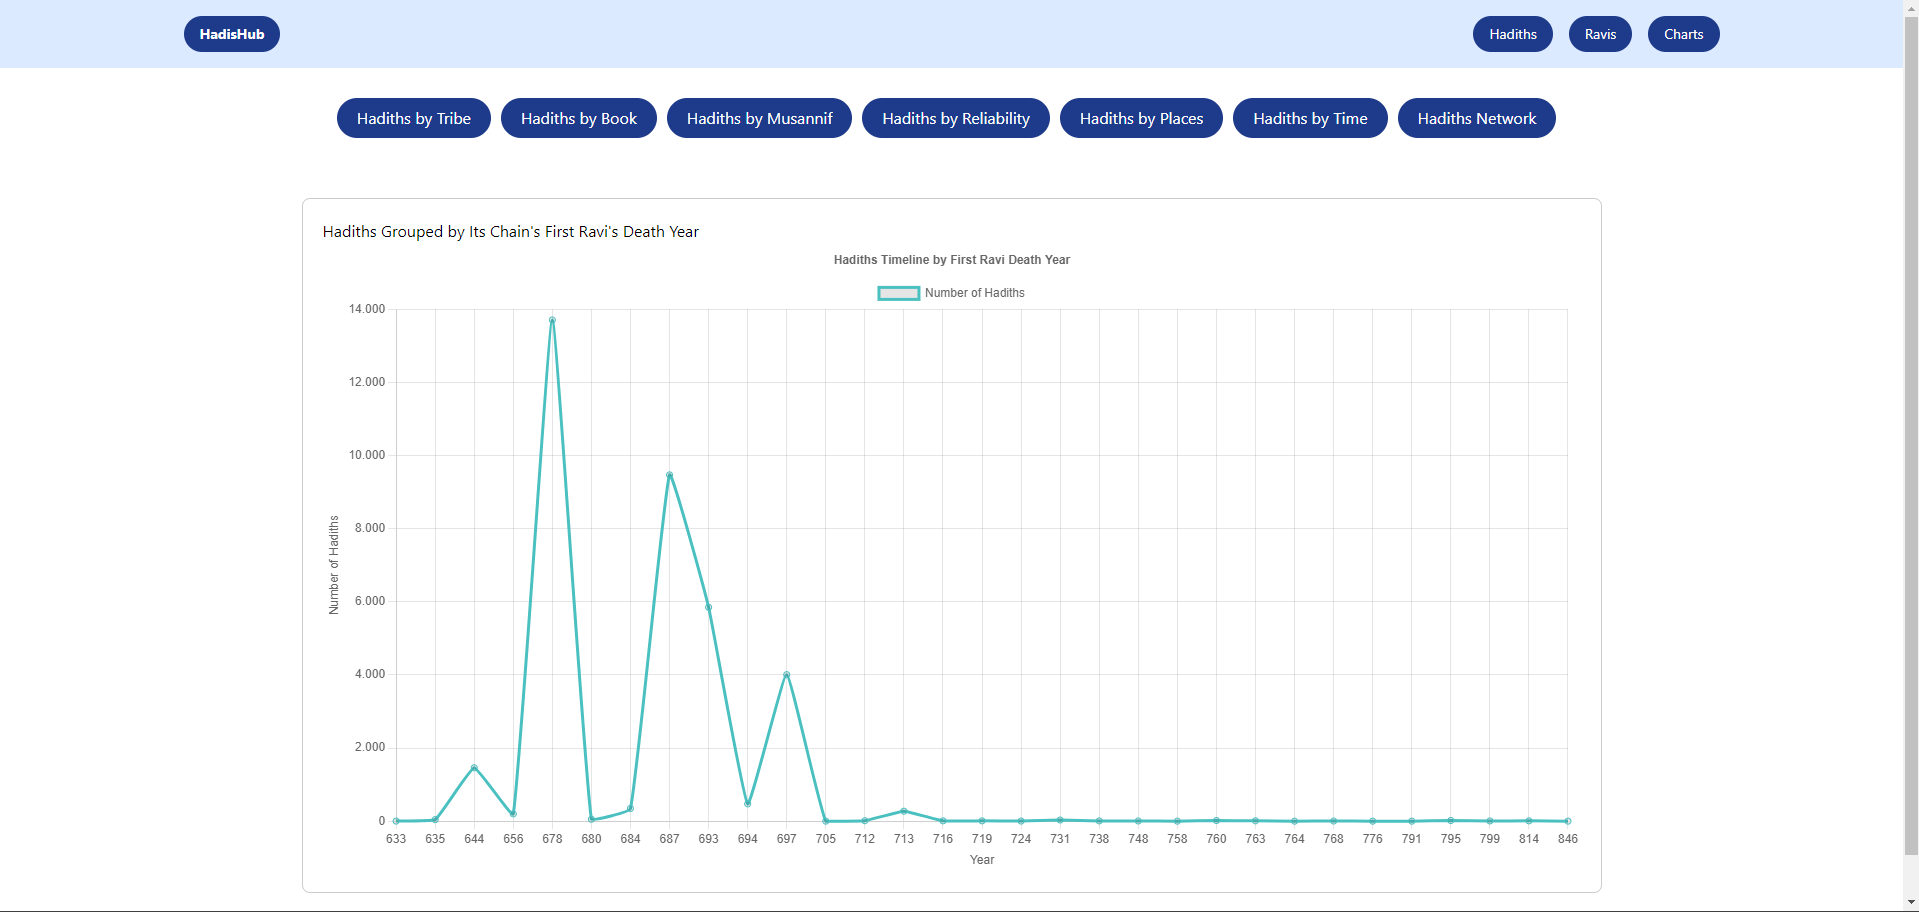 HadisHub
Hadiths Ravis Charts
Hadiths by Tribe Hadiths by Book Hadiths by Musannif Hadiths by Reliability Hadiths by Places Hadiths by Time Hadiths Network
Hadiths Grouped by Its Chain's First Ravi's Death Year
Hadiths Timeline by First Ravi Death Year
Number of Hadiths
14.000
12.000
10.000
8.000
6.000
4.000
2.000
0
Number of Hadiths
633 635 644 656 678 680 684 687 693 694 697 705 712 713 716 719 724 731 738 748 758 760 763 764 768 776 791 795 799 814 846
Year